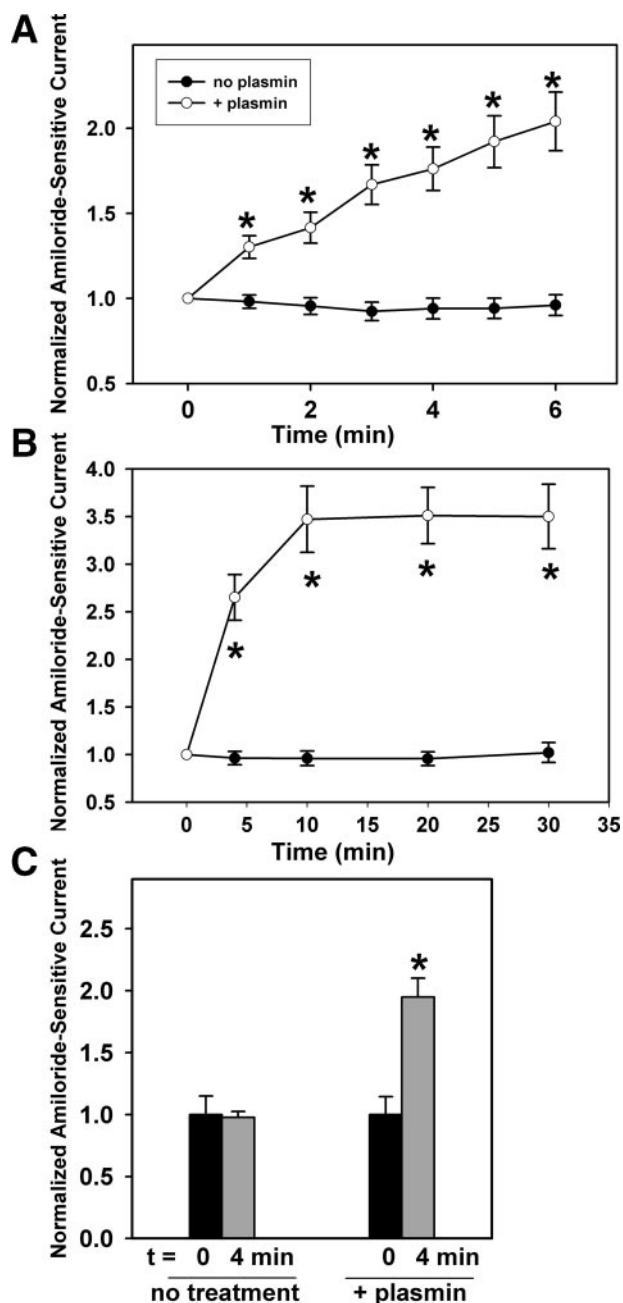 A
Normalized Amiloride-Sensitive Current
no plasmin
+ plasmin
2.0
1.5
1.0
0.5
* * * * * *
0 2 4 6
Time (min)
B
Normalized Amiloride-Sensitive Current
4.0
3.5
3.0
2.5
2.0
1.5
1.0
0.5
* * * *
0 5 10 15 20 25 30 35
Time (min)
C
Normalized Amiloride-Sensitive Current
2.5
2.0
1.5
1.0
0.5
0.0
*
t = 0 4 min 0 4 min
no treatment + plasmin